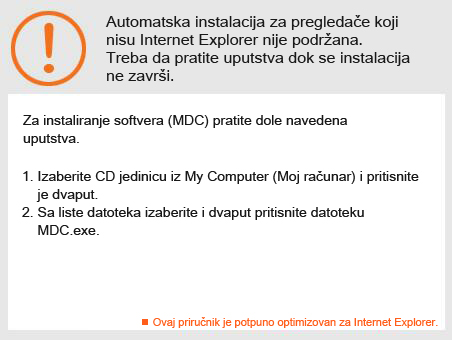 Automatska instalacija za pregledače koji
nisu Internet Explorer nije podržana.
Treba da pratite uputstva dok se instalacija
ne završi.
Za instaliranje softvera (MDC) pratite dole navedena
uputstva.
1. Izaberite CD jedinicu iz My Computer (Moj računar) i pritisnite
je dvaput.
2. Sa liste datoteka izaberite i dvaput pritisnite datoteku
MDC.exe.
Ovaj priručnik je potpuno optimizovan za Internet Explorer.